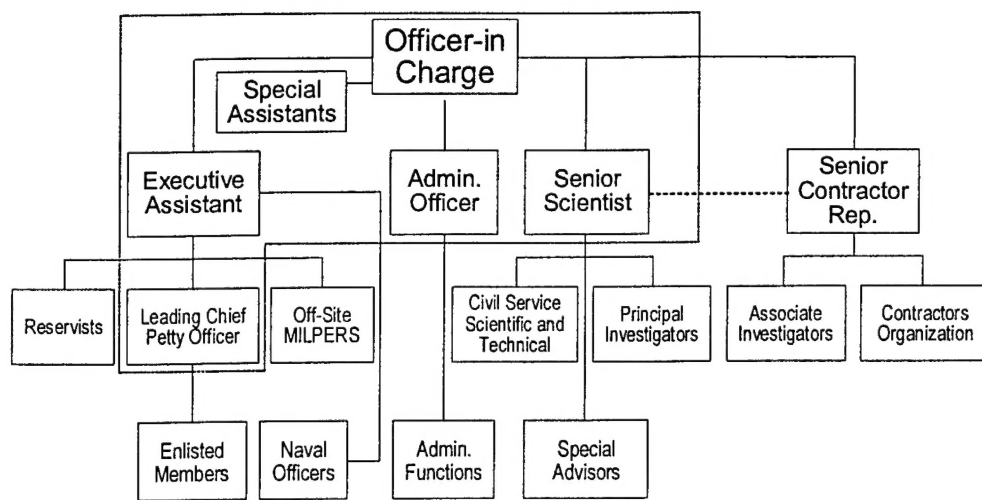 Officer-in
Charge
Special
Assistants
Executive
Assistant
Admin.
Officer
Senior
Scientist
Senior
Contractor
Rep.
Reservists
Leading Chief
Petty Officer
Off-Site
MILPERS
Civil Service
Scientific and
Technical
Principal
Investigators
Associate
Investigators
Contractors
Organization
Enlisted
Members
Naval
Officers
Admin.
Functions
Special
Advisors